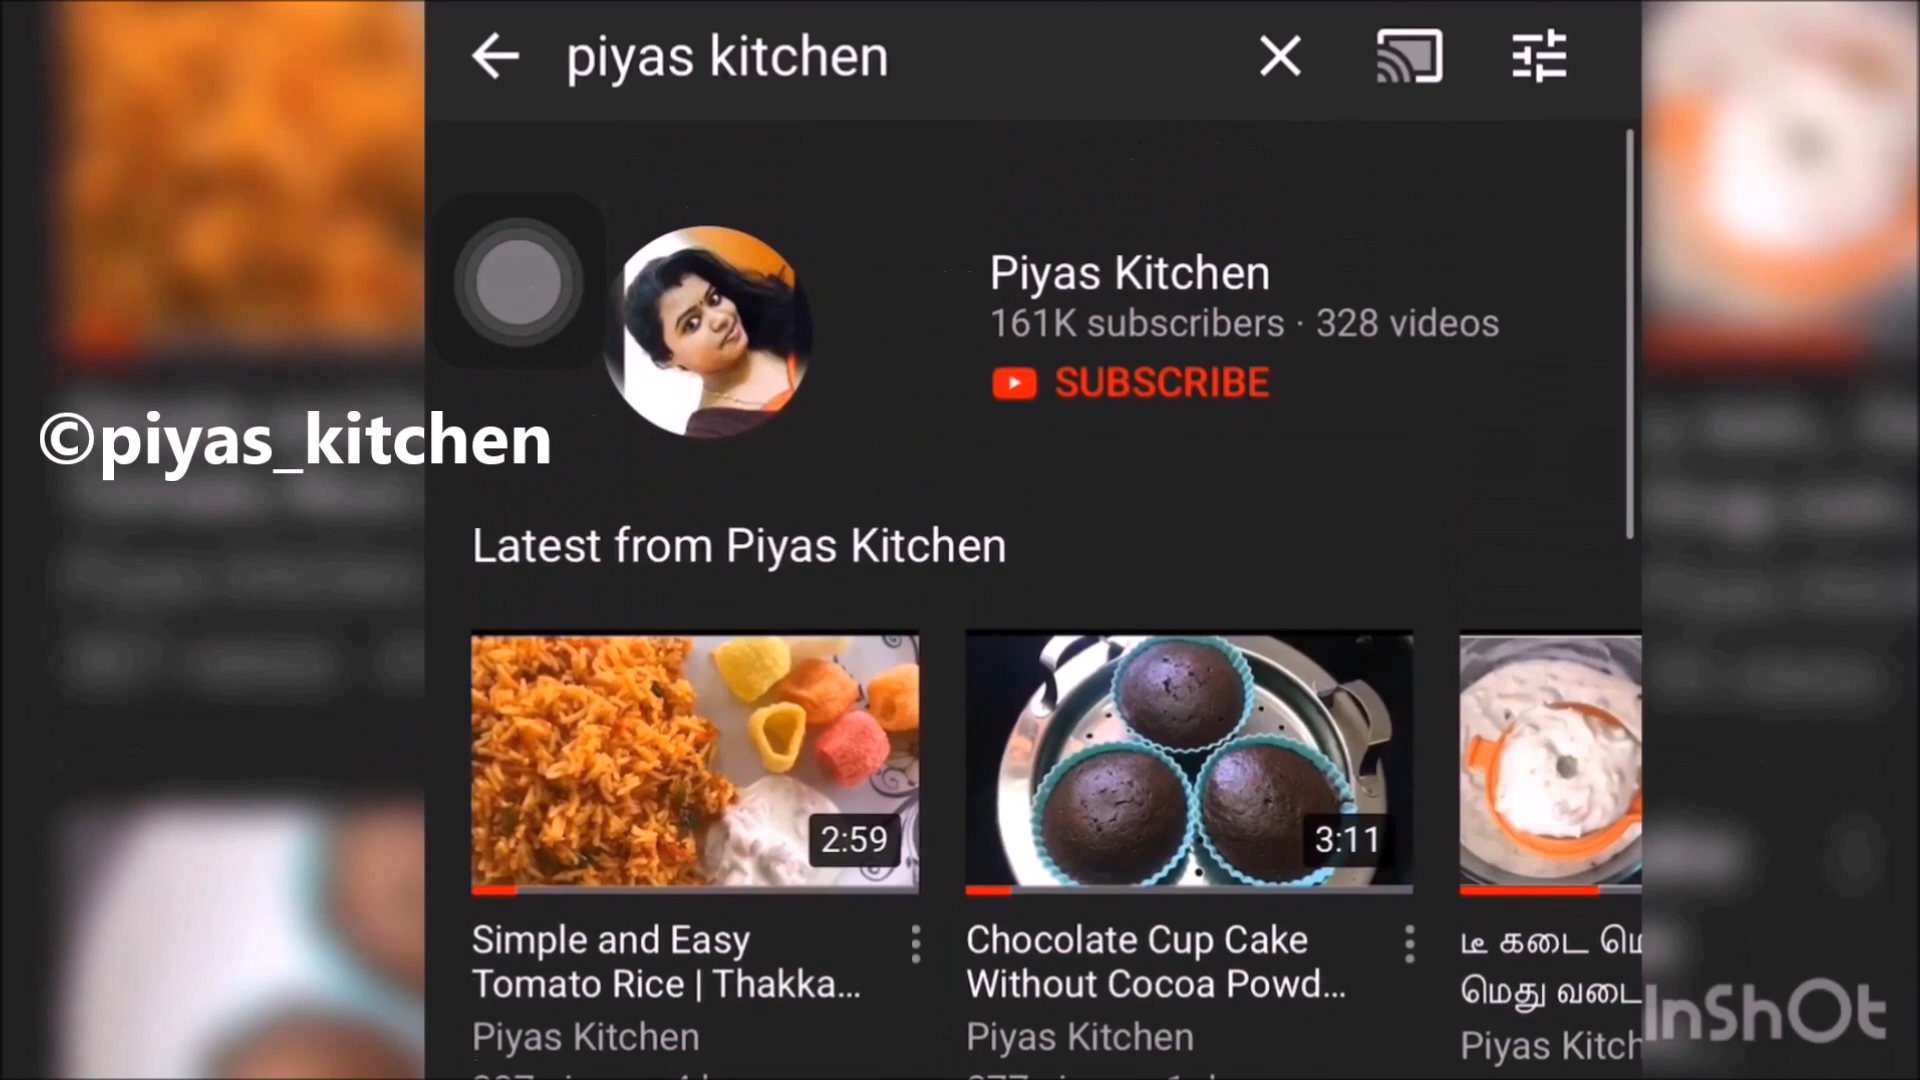 piyas kitchen
Piyas Kitchen
161K subscribers · 328 videos
SUBSCRIBE
©piyas_kitchen
Latest from Piyas Kitchen
2:59
3:11
Simple and Easy
Tomato Rice | Thakka...
Piyas Kitchen
Chocolate Cup Cake
Without Cocoa Powd...
Piyas Kitchen
டீ கடை மெ
மெது வடை
Piyas Kitch
InShOt